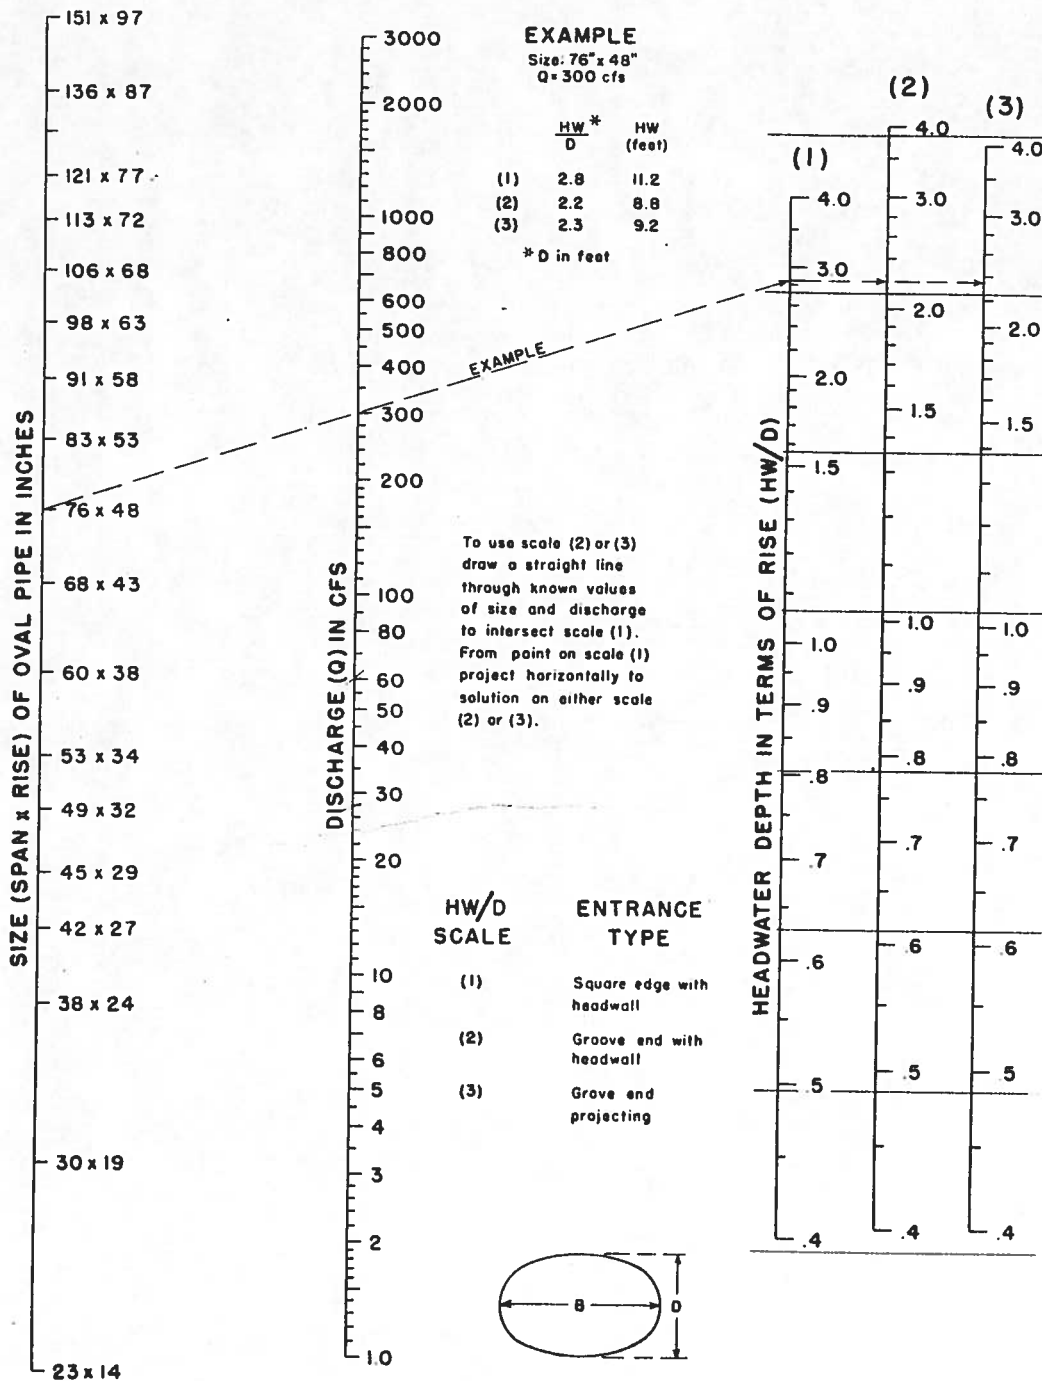 SIZE (SPAN x RISE) OF OVAL PIPE IN INCHES
151 x 97
136 x 87
121 x 77
113 x 72
106 x 68
98 x 63
91 x 58
83 x 53
76 x 48
68 x 43
60 x 38
53 x 34
49 x 32
45 x 29
42 x 27
38 x 24
30 x 19
23 x 14
DISCHARGE (Q) IN CFS
3000
2000
1000
800
600
500
400
300
200
100
80
60
50
40
30
20
10
8
6
5
4
3
2
1.0
EXAMPLE
EXAMPLE
Size: 76" x 48"
Q = 300 cfs
HW/D * HW (feet)
(1) 2.8 11.2
(2) 2.2 8.8
(3) 2.3 9.2
* D in feet
To use scale (2) or (3)
draw a straight line
through known values
of size and discharge
to intersect scale (1).
From point on scale (1)
project horizontally to
solution on either scale
(2) or (3).
HW/D SCALE ENTRANCE TYPE
(1) Square edge with
headwall
(2) Groove end with
headwall
(3) Grove end
projecting
B
D
HEADWATER DEPTH IN TERMS OF RISE (HW/D)
(1)
4.0
3.0
2.0
1.5
1.0
.9
.8
.7
.6
.5
.4
(2)
4.0
3.0
2.0
1.5
1.0
.9
.8
.7
.6
.5
.4
(3)
4.0
3.0
2.0
1.5
1.0
.9
.8
.7
.6
.5
.4